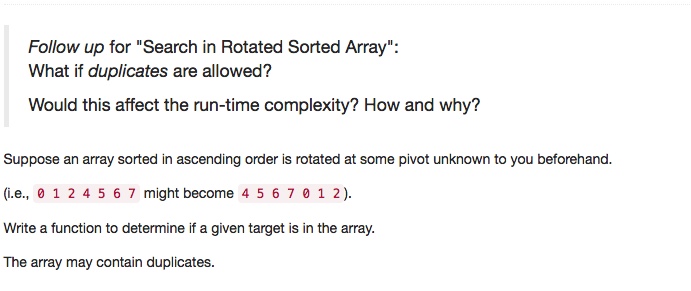 Follow up for "Search in Rotated Sorted Array":
What if duplicates are allowed?
Would this affect the run-time complexity? How and why?
Suppose an array sorted in ascending order is rotated at some pivot unknown to you beforehand.
(i.e., 0 1 2 4 5 6 7 might become 4 5 6 7 0 1 2).
Write a function to determine if a given target is in the array.
The array may contain duplicates.